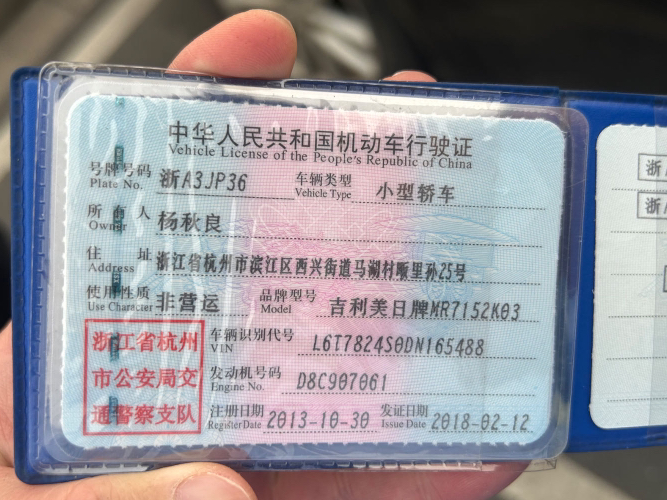 中华人民共和国机动车行驶证
Vehicle License of the People's Republic of China
号牌号码 浙A3JP36 车辆类型 小型轿车
Plate No. Vehicle Type
所有人 杨秋良
Owner
住址 浙江省杭州市滨江区西兴街道马湖村顺里孙25号
Address
使用性质 非营运 品牌型号 吉利美日牌MR7152K03
Use Character Model
浙江省杭州
市公安局交
通警察支队
车辆识别代号 L6T7824S0DN165488
VIN
发动机号码 D8C907061
Engine No.
注册日期 2013-10-30 发证日期 2018-02-12
Register Date Issue Date
浙
浙